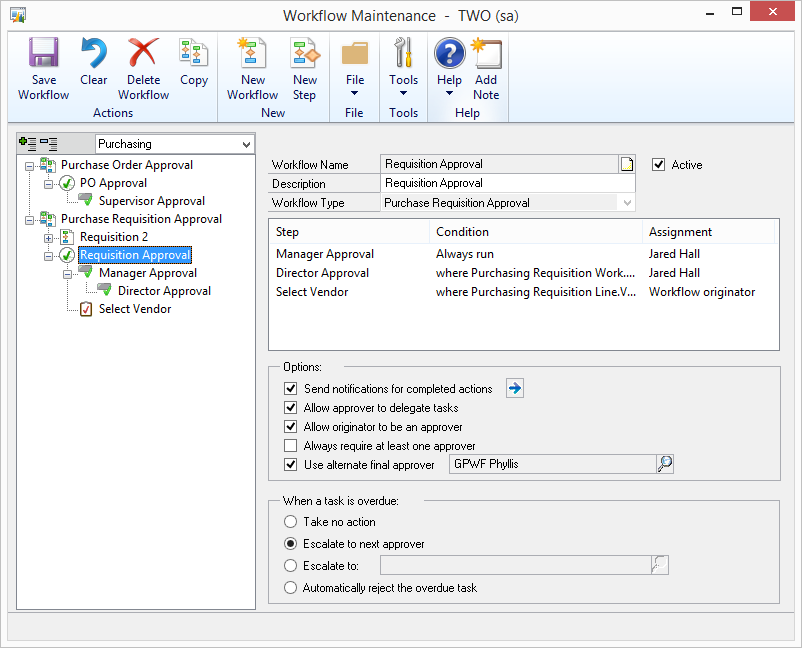 Workflow Maintenance - TWO (sa)
Save Workflow
Clear
Delete Workflow
Copy
New Workflow
New Step
File
Tools
Help
Add Note
Actions
New
File
Tools
Help
Purchasing
Purchase Order Approval
PO Approval
Supervisor Approval
Purchase Requisition Approval
Requisition 2
Requisition Approval
Manager Approval
Director Approval
Select Vendor
Workflow Name Requisition Approval Active
Description Requisition Approval
Workflow Type Purchase Requisition Approval
Step Condition Assignment
Manager Approval Always run Jared Hall
Director Approval where Purchasing Requisition Work.... Jared Hall
Select Vendor where Purchasing Requisition Line.V... Workflow originator
Options:
Send notifications for completed actions
Allow approver to delegate tasks
Allow originator to be an approver
Always require at least one approver
Use alternate final approver GPWF Phyllis
When a task is overdue:
Take no action
Escalate to next approver
Escalate to:
Automatically reject the overdue task